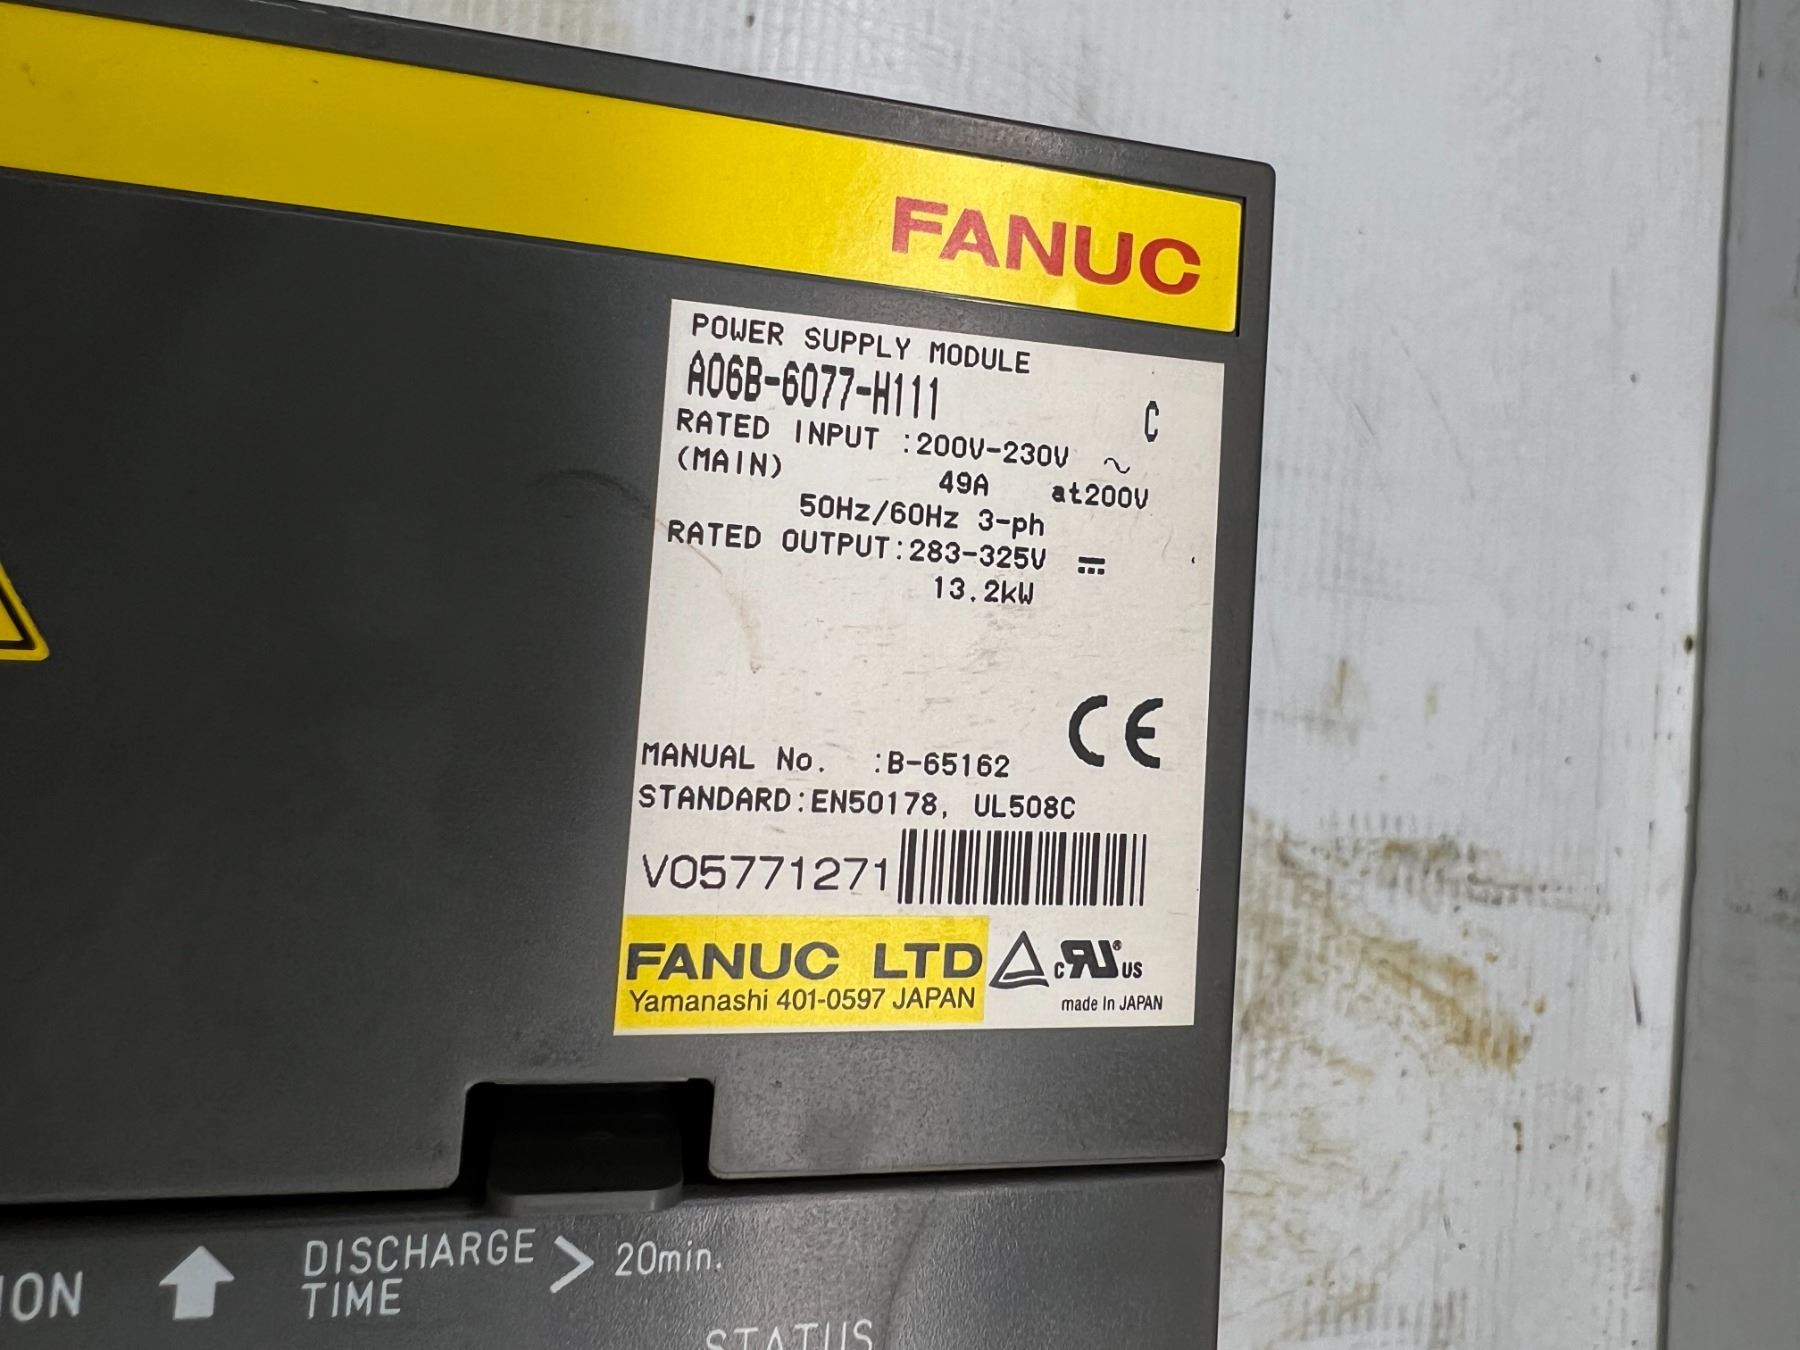 FANUC
POWER SUPPLY MODULE
A06B-6077-H111 C
RATED INPUT :200V-230V ~
(MAIN) 49A at200V
50Hz/60Hz 3-ph
RATED OUTPUT:283-325V ⎓
13.2kW
CE
MANUAL No. :B-65162
STANDARD:EN50178, UL508C
V05771271
FANUC LTD
Yamanashi 401-0597 JAPAN
c RU® US
made In JAPAN
ION
DISCHARGE > 20min.
TIME
STATUS